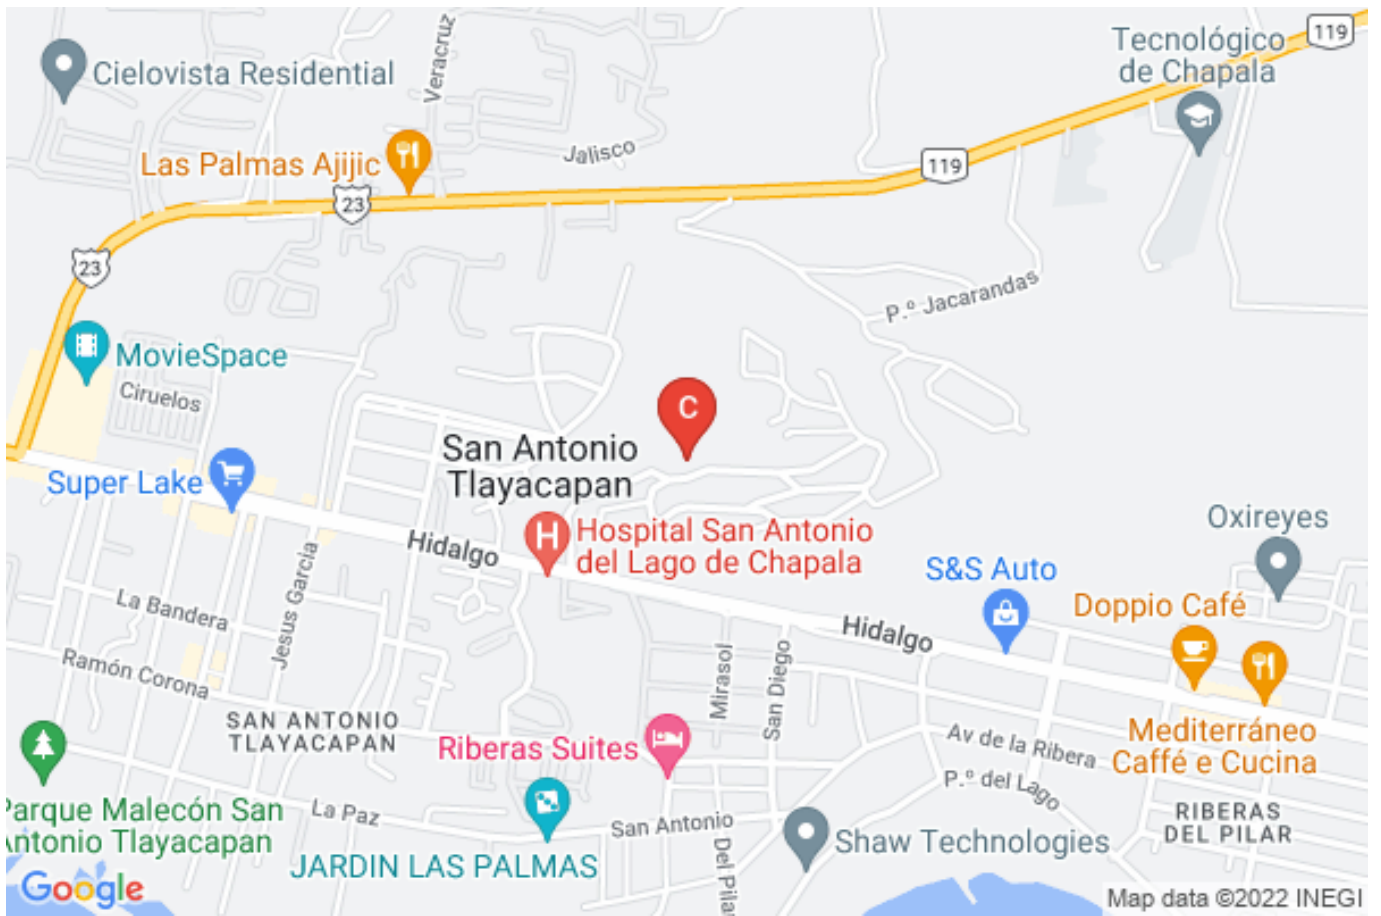 119
Tecnológico
de Chapala
Cielovista Residential
Veracruz
Jalisco
Las Palmas Ajijic
119
23
23
P.º Jacarandas
MovieSpace
Ciruelos
C
San Antonio
Tlayacapan
Super Lake
Hidalgo
H
Hospital San Antonio
del Lago de Chapala
Oxireyes
S&S Auto
Doppio Café
Jesus Garcia
La Bandera
Hidalgo
Ramón Corona
Mirasol
San Diego
SAN ANTONIO
TLAYACAPAN
Riberas Suites
Av de la Ribera
Mediterráneo
Caffé e Cucina
P.º del Lago
Parque Malecón San
Antonio Tlayacapan
La Paz
San Antonio
RIBERAS
DEL PILAR
Shaw Technologies
JARDIN LAS PALMAS
Del Pilar
Google
Map data ©2022 INEGI